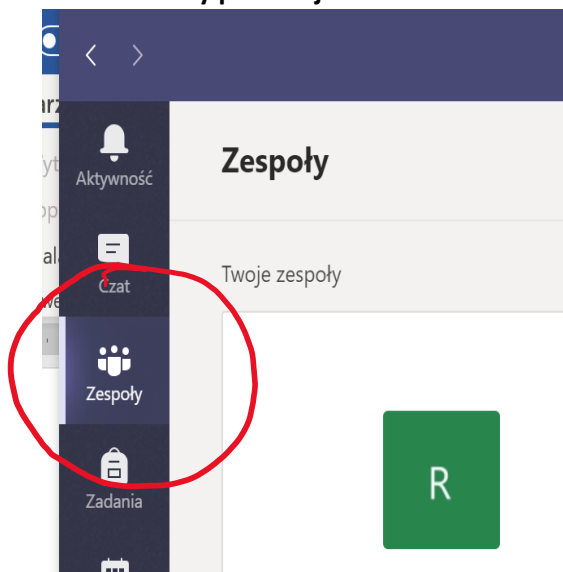 Aktywność
Zespoły
Czat
Twoje zespoły
Zespoły
R
Zadania